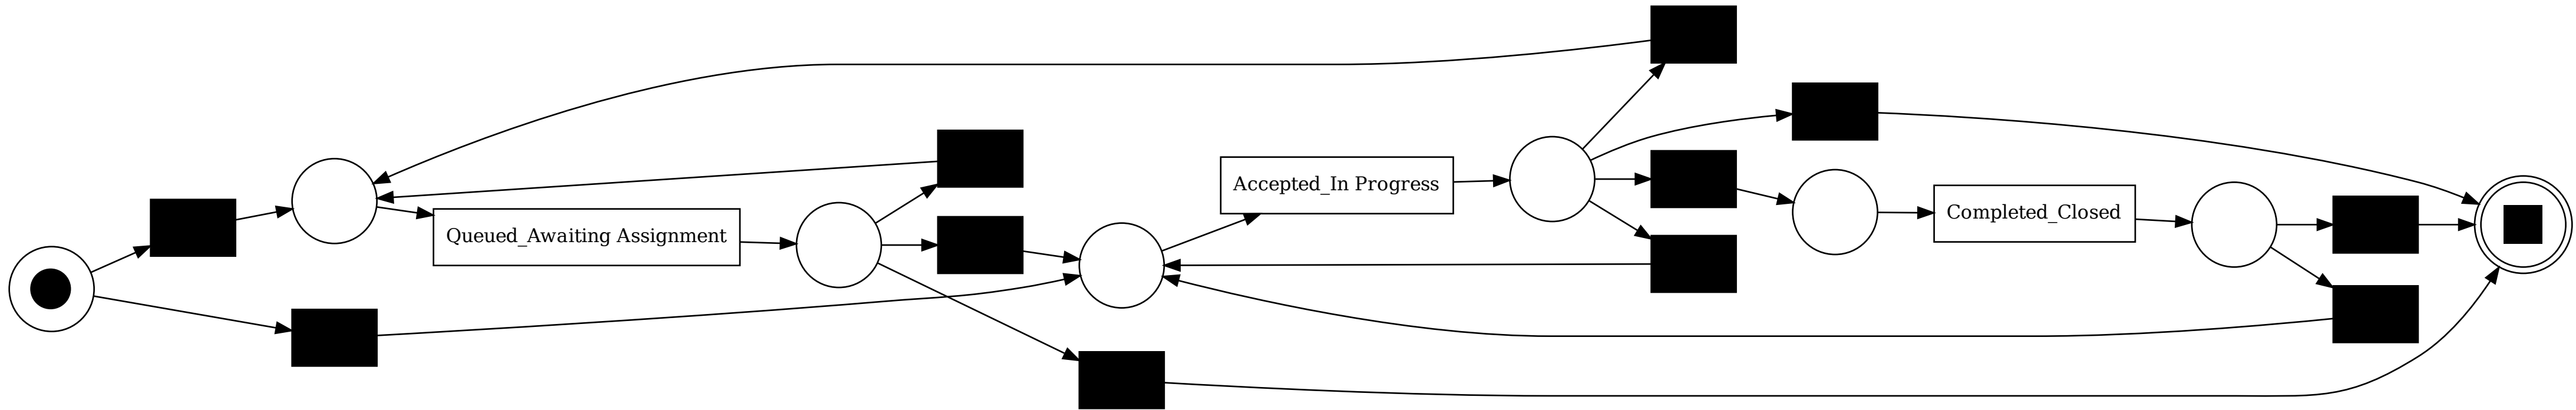 Queued_Awaiting Assignment
Accepted_In Progress
Completed_Closed